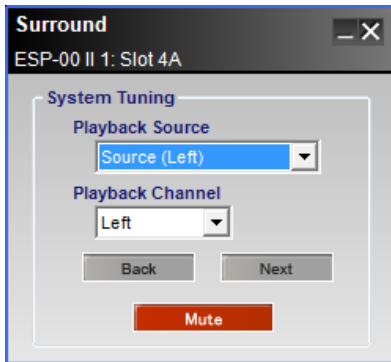 Surround
ESP-00 II 1: Slot 4A
System Tuning
Playback Source
Source (Left)
Playback Channel
Left
Back Next
Mute